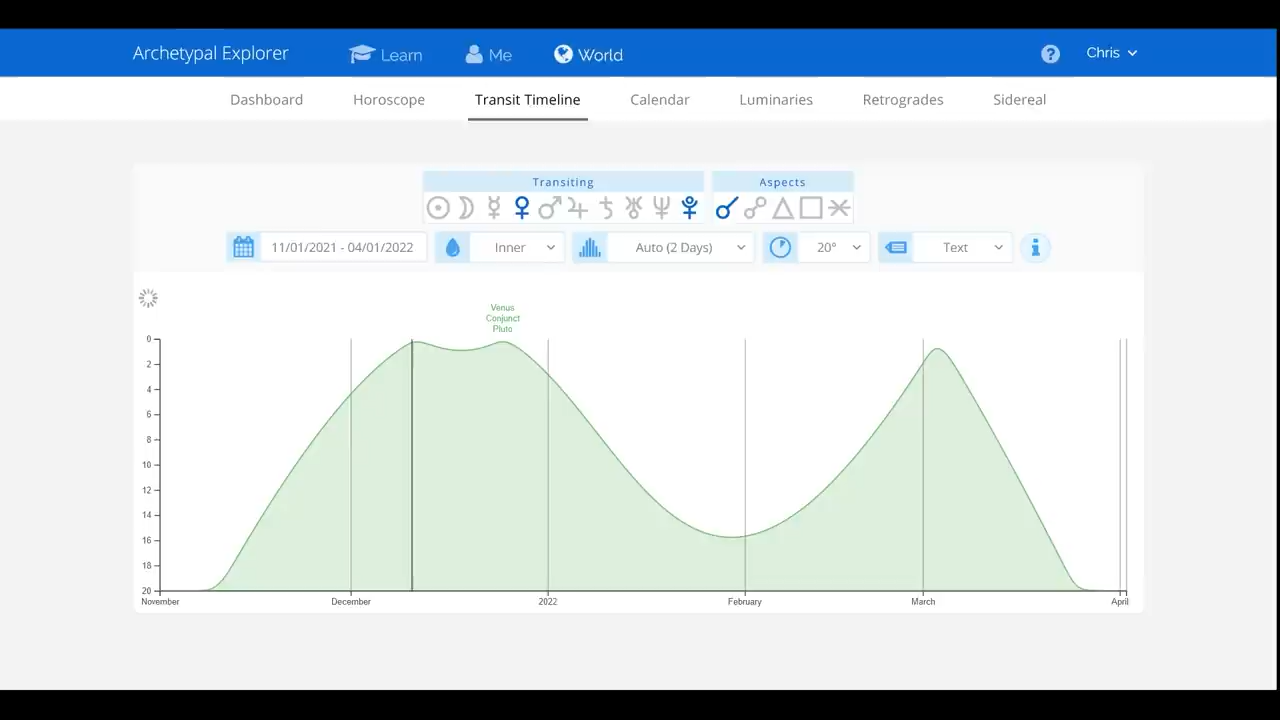 Archetypal Explorer Learn Me World ? Chris
Dashboard Horoscope Transit Timeline Calendar Luminaries Retrogrades Sidereal
Transiting Aspects
11/01/2021 - 04/01/2022 Inner Auto (2 Days) 20° Text i
Venus
Conjunct
Pluto
0
2
4
6
8
10
12
14
16
18
20
November December 2022 February March April